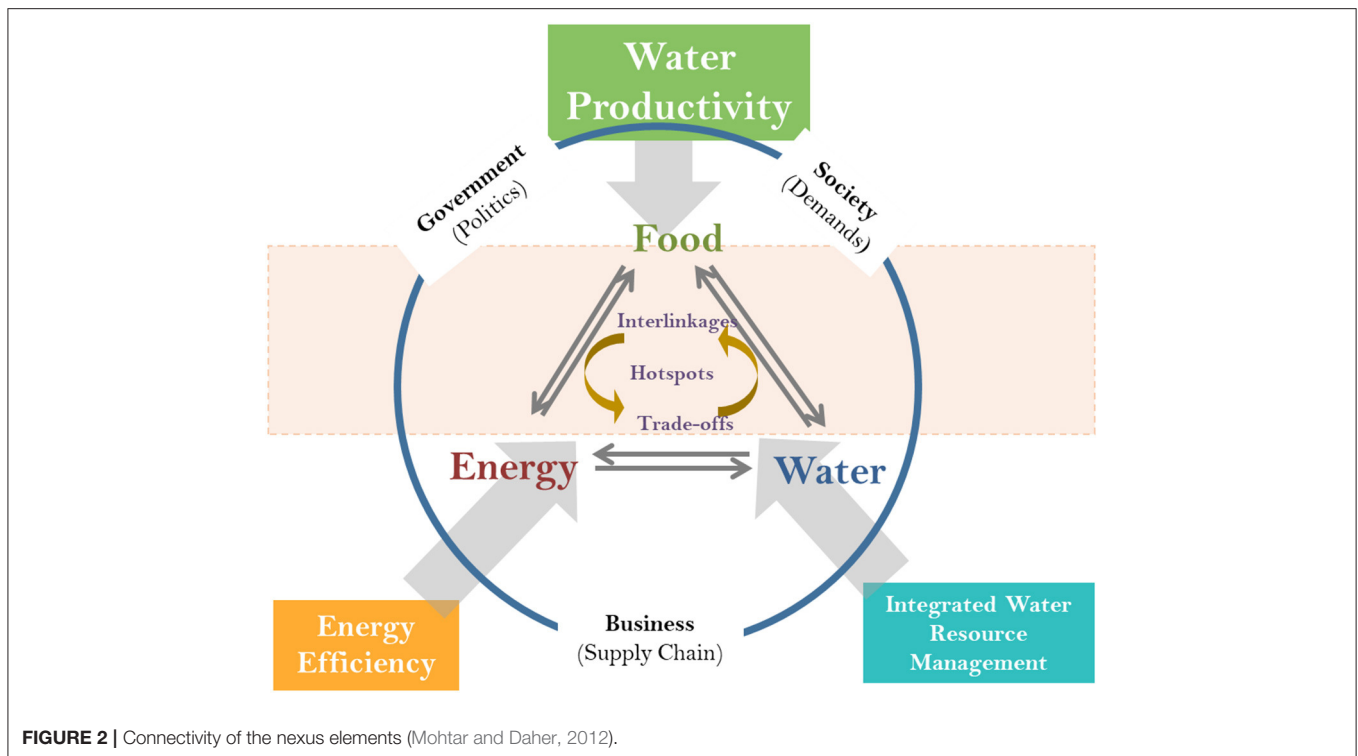 Water
Productivity
Government
(Politics)
Society
(Demands)
Food
Interlinkages
Hotspots
Trade-offs
Energy
Water
Energy
Efficiency
Business
(Supply Chain)
Integrated Water
Resource
Management
FIGURE 2 | Connectivity of the nexus elements (Mohtar and Daher, 2012).